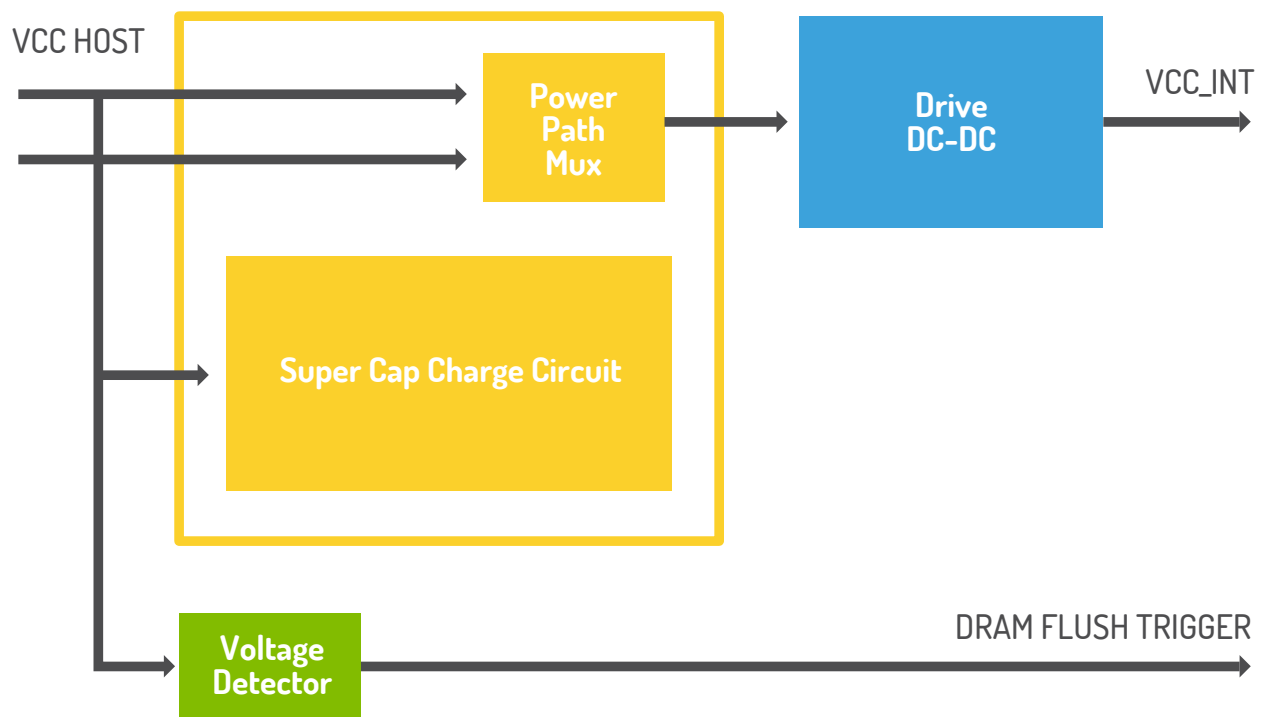 VCC HOST
Power
Path
Mux
Drive
DC-DC
VCC_INT
Super Cap Charge Circuit
DRAM FLUSH TRIGGER
Voltage
Detector